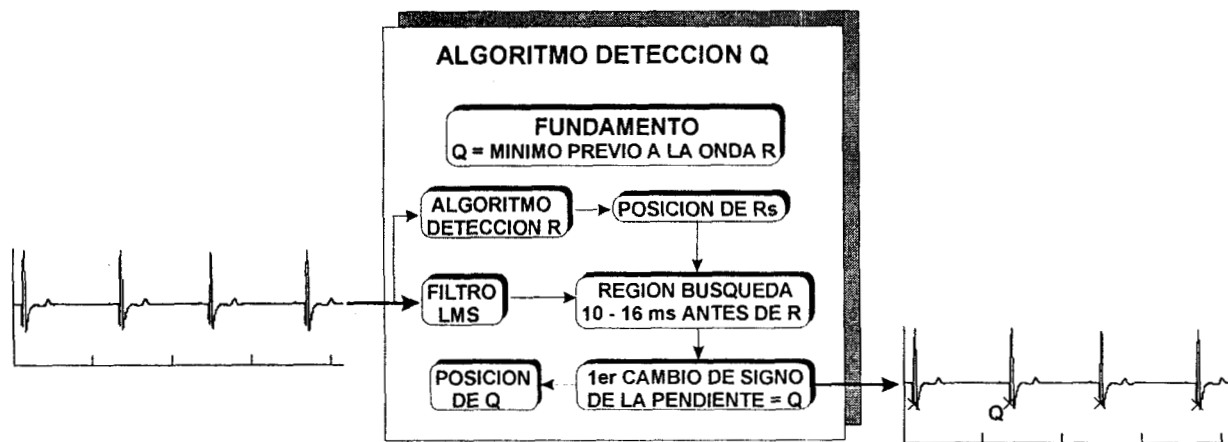 ALGORITMO DETECCION Q
FUNDAMENTO
Q = MINIMO PREVIO A LA ONDA R
ALGORITMO
DETECCION R
POSICION DE Rs
FILTRO
LMS
REGION BUSQUEDA
10 - 16 ms ANTES DE R
POSICION
DE Q
1er CAMBIO DE SIGNO
DE LA PENDIENTE = Q
Q